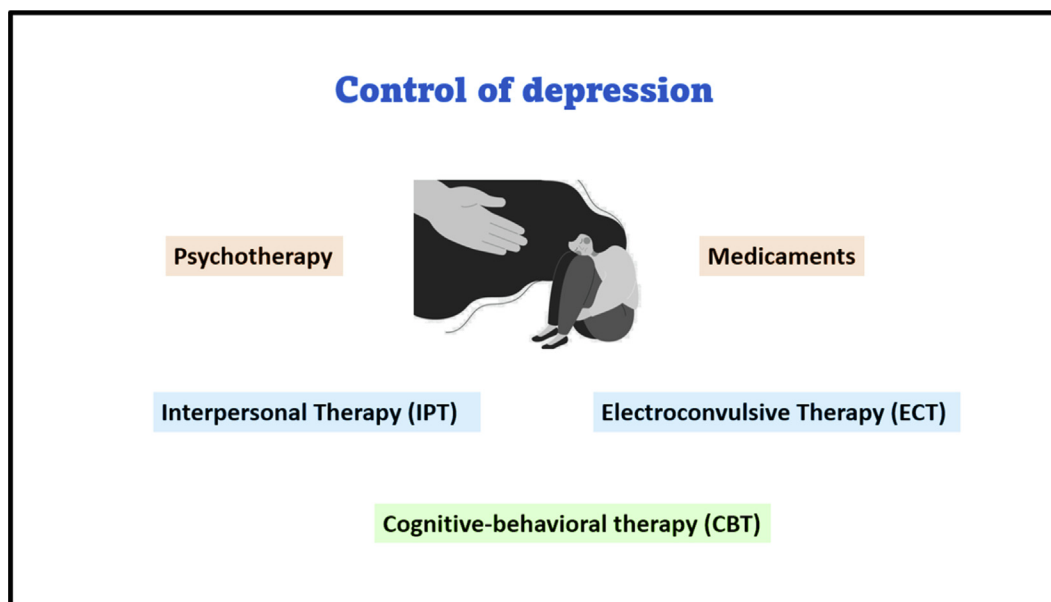 Control of depression
Psychotherapy
Medicaments
Interpersonal Therapy (IPT)
Electroconvulsive Therapy (ECT)
Cognitive-behavioral therapy (CBT)